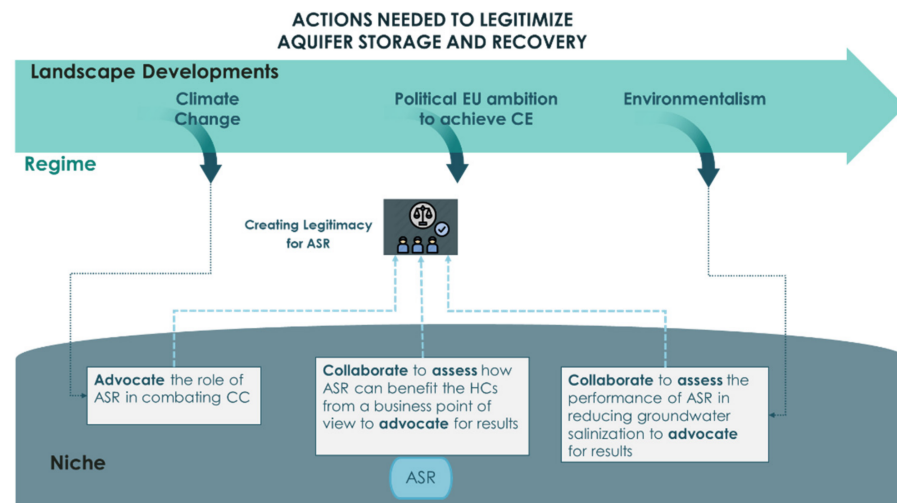 ACTIONS NEEDED TO LEGITIMIZE
AQUIFER STORAGE AND RECOVERY
Landscape Developments
Climate
Change
Political EU ambition
to achieve CE
Environmentalism
Regime
Creating Legitimacy
for ASR
Advocate the role of
ASR in combating CC
Collaborate to assess how
ASR can benefit the HCs
from a business point of
view to advocate for results
Collaborate to assess the
performance of ASR in
reducing groundwater
salinization to advocate
for results
Niche
ASR